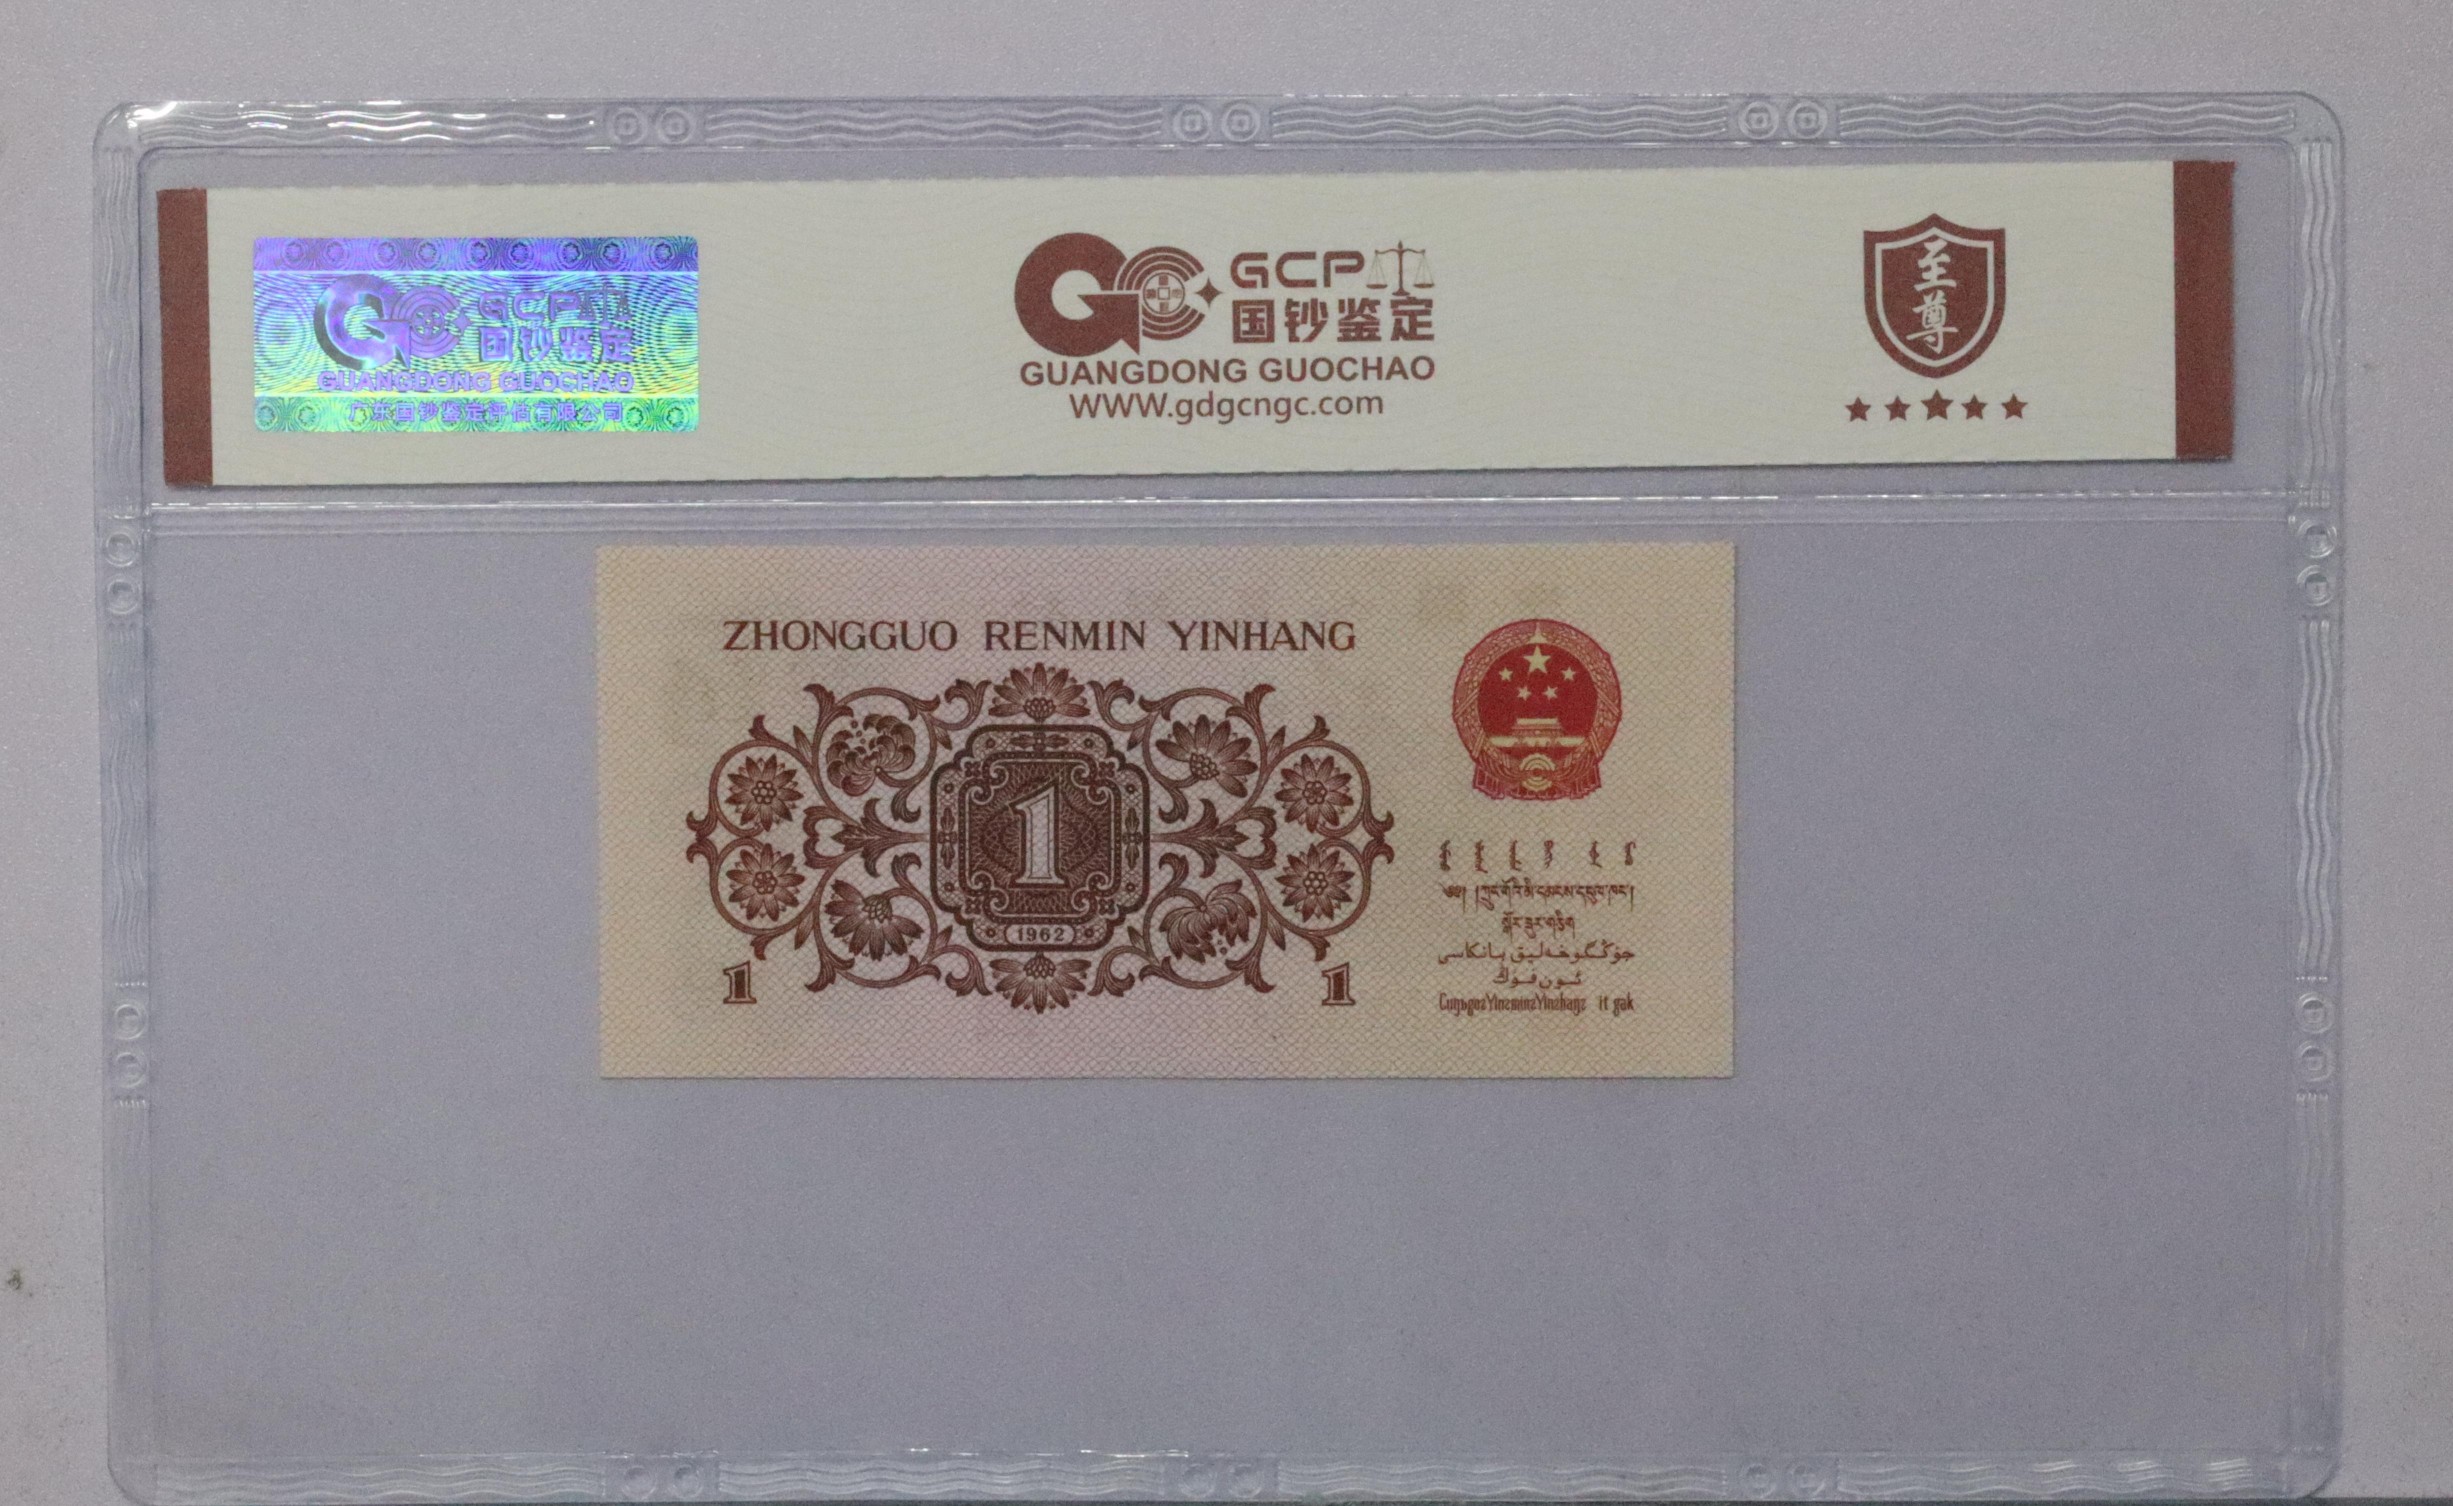 GCP
国钞鉴定
GUANGDONG GUOCHAO
广东国钞鉴定评估有限公司
GCP
国钞鉴定
GUANGDONG GUOCHAO
www.gdgcngc.com
至尊
ZHONGGUO RENMIN YINHANG
1
1962
1
1
جۇڭگوخەلىق بانكاسى